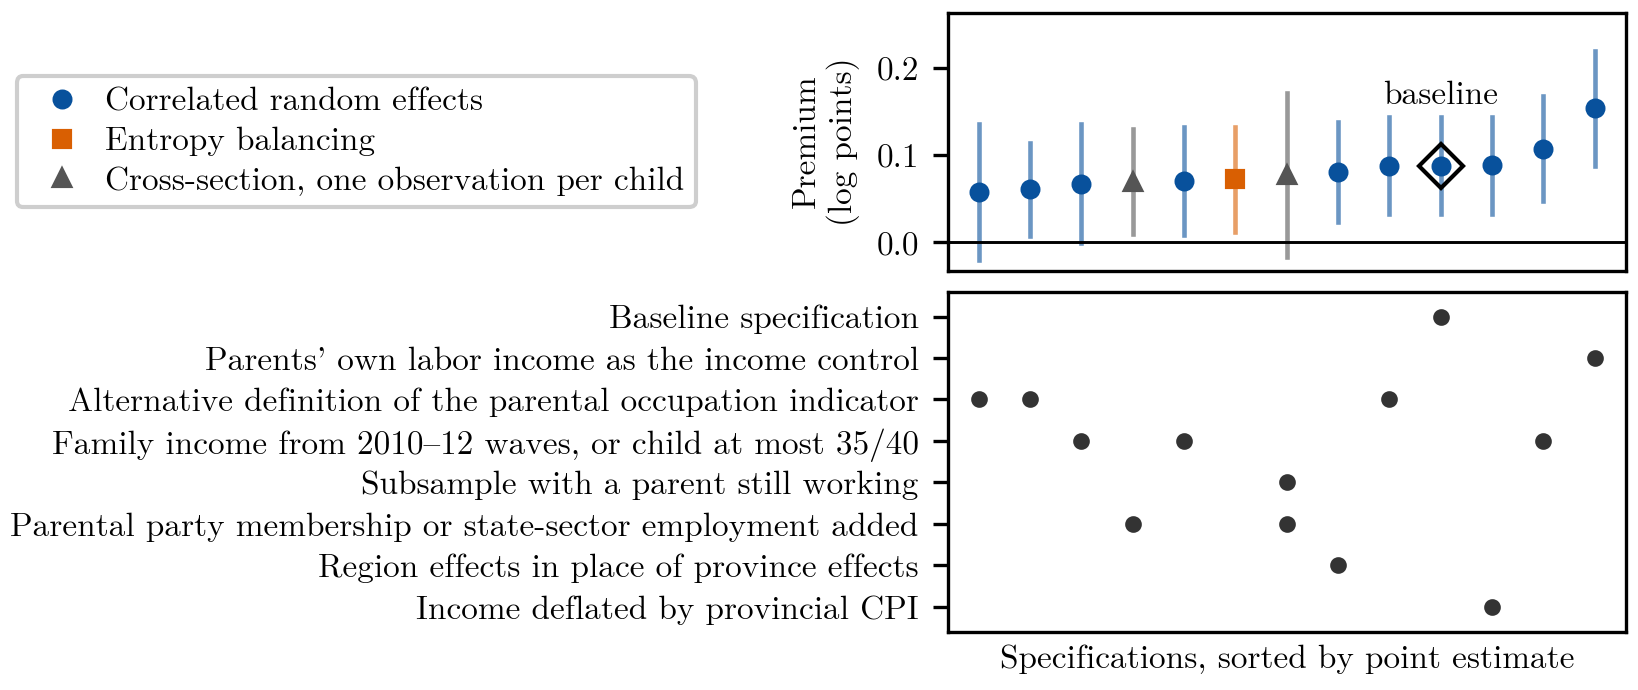 Correlated random effects
Entropy balancing
Cross-section, one observation per child
Premium
(log points)
0.2
0.1
0.0
baseline
Baseline specification
Parents' own labor income as the income control
Alternative definition of the parental occupation indicator
Family income from 2010–12 waves, or child at most 35/40
Subsample with a parent still working
Parental party membership or state-sector employment added
Region effects in place of province effects
Income deflated by provincial CPI
Specifications, sorted by point estimate